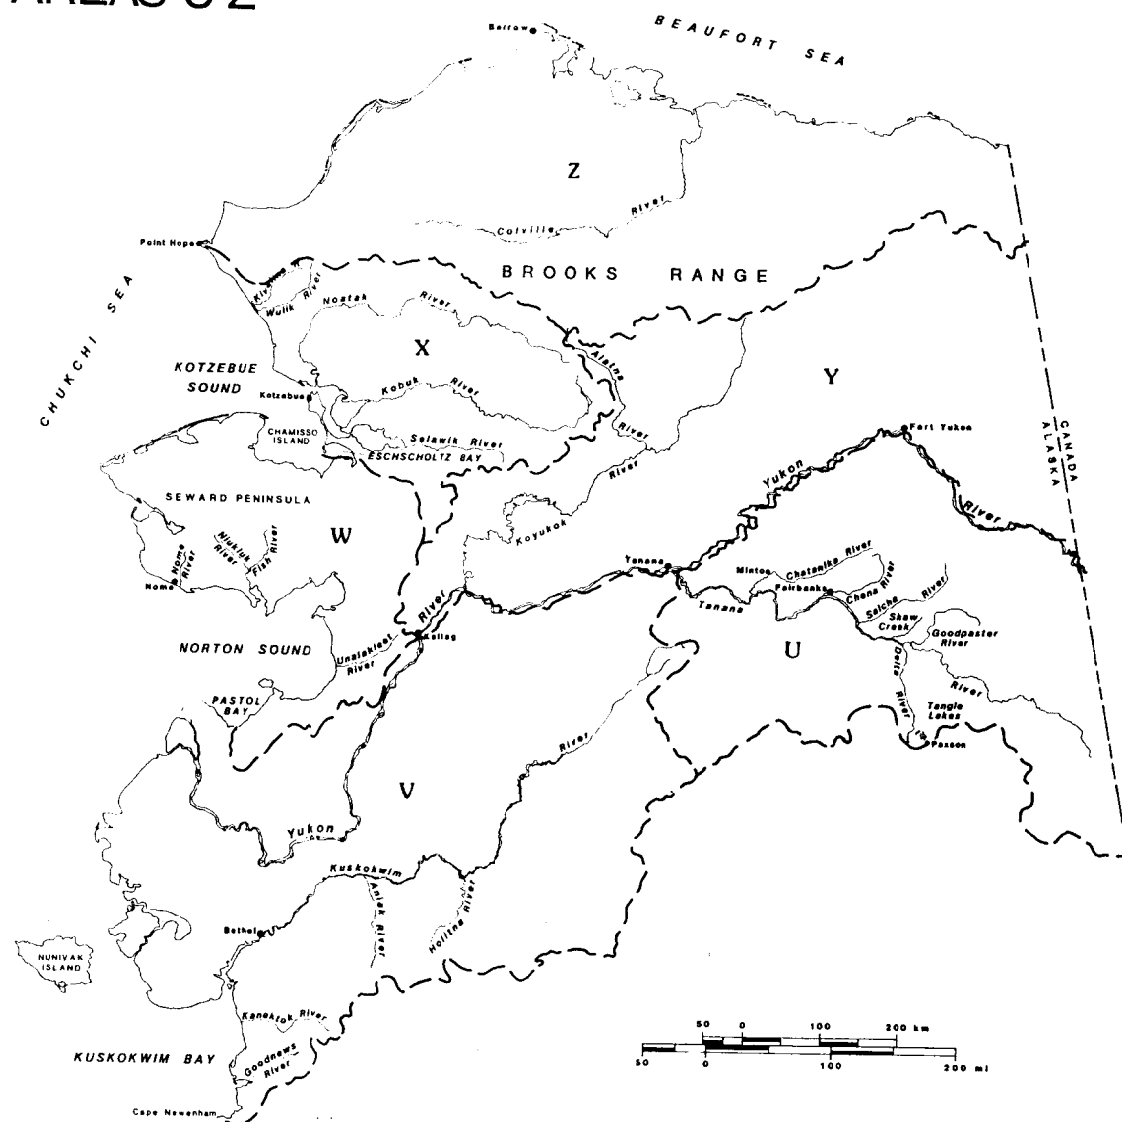 AREAS U-Z
BEAUFORT SEA
Barrow
Z
Colville River
Point Hope
BROOKS RANGE
CHUKCHI SEA
Wulik River
Noatak River
Alatna River
X
KOTZEBUE
SOUND
Y
Kobuk River
Kotzebue
CHAMISSO
ISLAND
Selawik River
ESCHSCHOLTZ BAY
Fort Yukon
CANADA
ALASKA
Yukon River
SEWARD PENINSULA
Koyukok River
W
Niukluk
River
Fish River
Nome
River
Nome
Tanana
Minto
Chatanika River
Fairbanks
Chena River
Tanana River
Salcha River
Shaw
Creek
Goodpaster
River
U
NORTON SOUND
Unalakleet
River
Kaltag
River
PASTOL
BAY
Delta River
Tangle
Lakes
Paxson
V
Yukon
Kuskokwim River
Aniak River
Holitna River
Bethel
NUNIVAK
ISLAND
Kanektok River
KUSKOKWIM BAY
Goodnews
River
Cape Newenham
50 0 100 200 km
50 0 100 200 mi